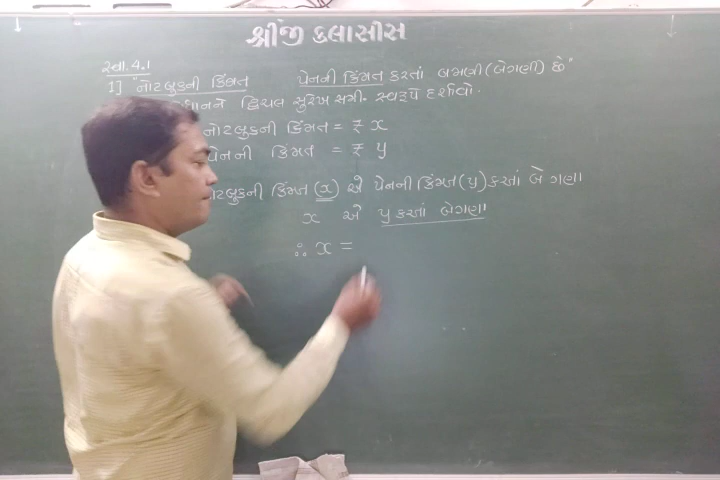 શ્રીજી કલાસીસ
સ્વા.4.1
1] "નોટબુકની કિંમત પેનની કિંમત કરતાં બમણી (બેગણી) છે"
દ્વિચલ સુરેખ સમી. સ્વરૂપે દર્શાવો.
નોટબુકની કિંમત = ₹ x
પેનની કિંમત = ₹ y
નોટબુકની કિંમત (x) એ પેનની કિંમત (y) કરતાં બે ગણા
x એ y કરતાં બેગણા
∴ x =